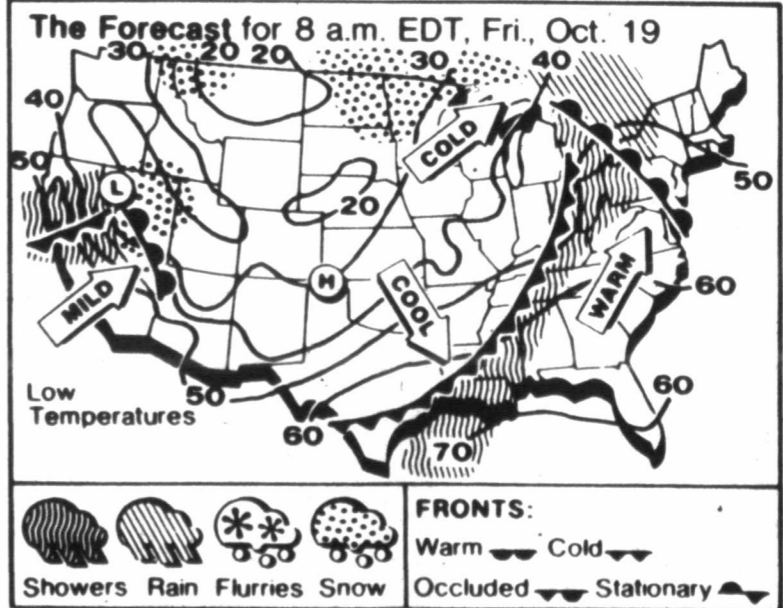 The Forecast for 8 a.m. EDT, Fri., Oct. 19
30 20 20 30 40
40
COLD
50
L
50
20
H
MILD
COOL
WARM
60
50
Low
Temperatures
60
60
70
FRONTS:
Warm Cold
Showers Rain Flurries Snow
Occluded Stationary